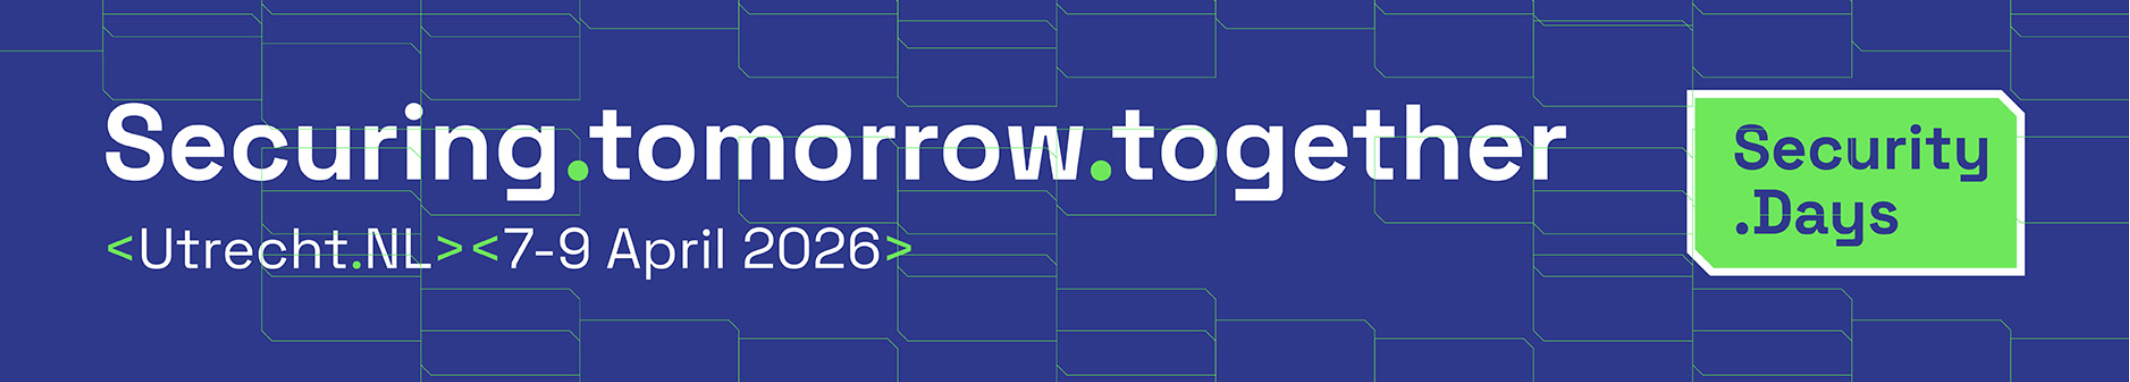 Securing.tomorrow.together
<Utrecht.NL><7-9 April 2026>
Security
.Days